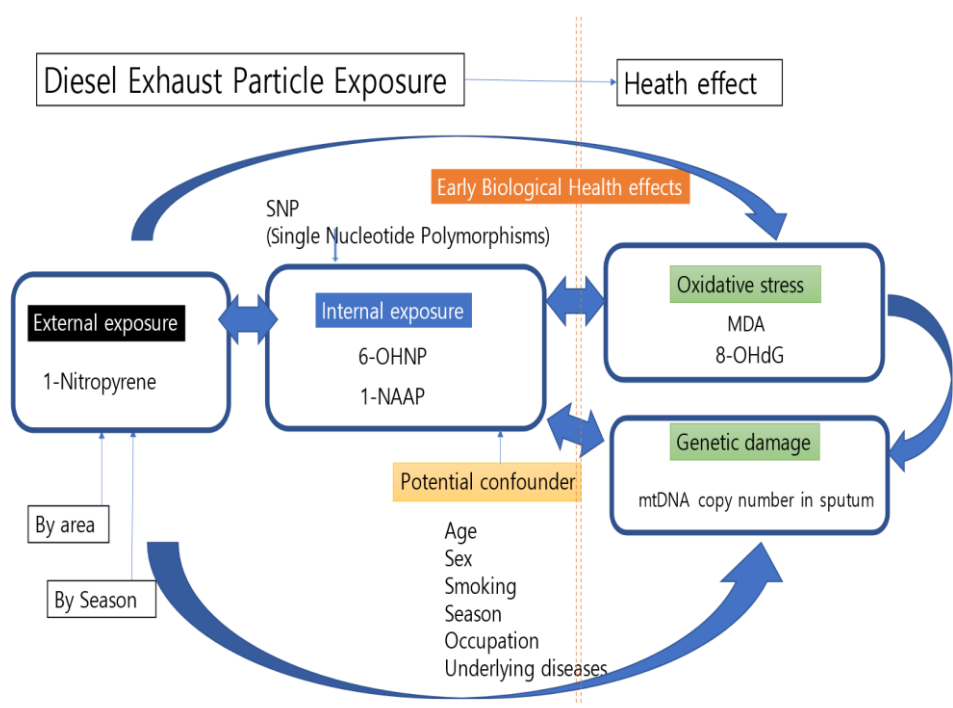 Diesel Exhaust Particle Exposure
Heath effect
Early Biological Health effects
SNP
(Single Nucleotide Polymorphisms)
External exposure
1-Nitropyrene
Internal exposure
6-OHNP
1-NAAP
Oxidative stress
MDA
8-OHdG
Genetic damage
mtDNA copy number in sputum
Potential confounder
Age
Sex
Smoking
Season
Occupation
Underlying diseases
By area
By Season